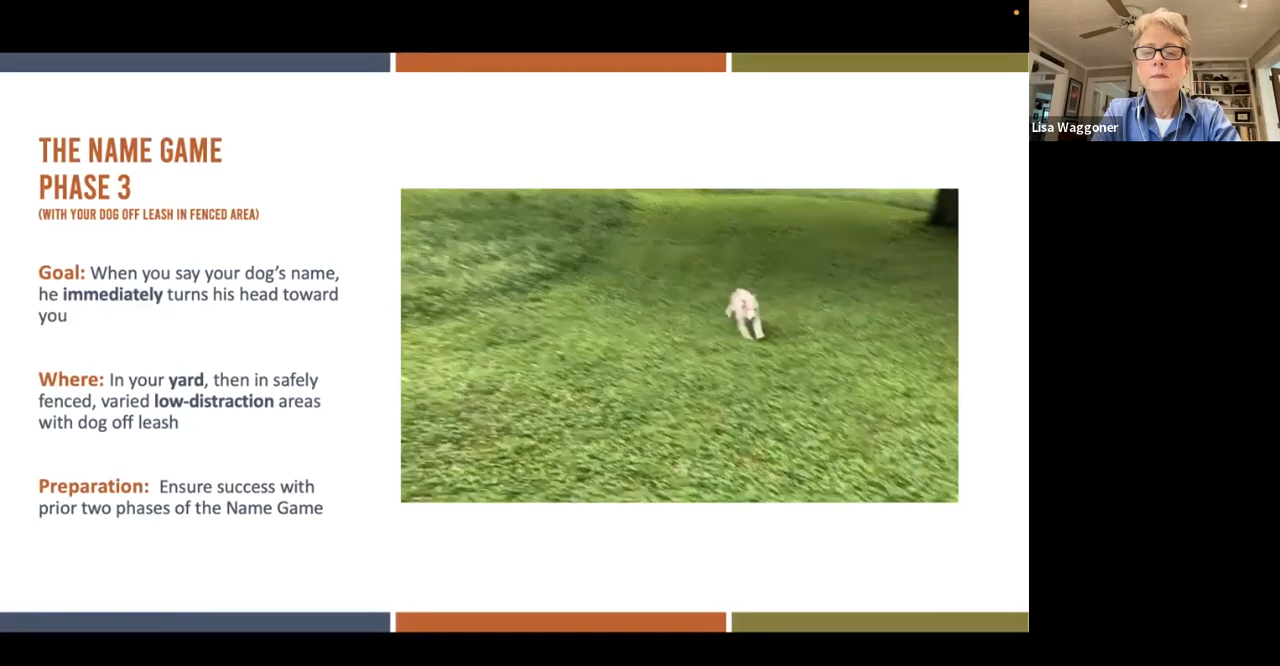 THE NAME GAME
PHASE 3
(WITH YOUR DOG OFF LEASH IN FENCED AREA)
Goal: When you say your dog's name,
he immediately turns his head toward
you
Where: In your yard, then in safely
fenced, varied low-distraction areas
with dog off leash
Preparation: Ensure success with
prior two phases of the Name Game
Lisa Waggoner